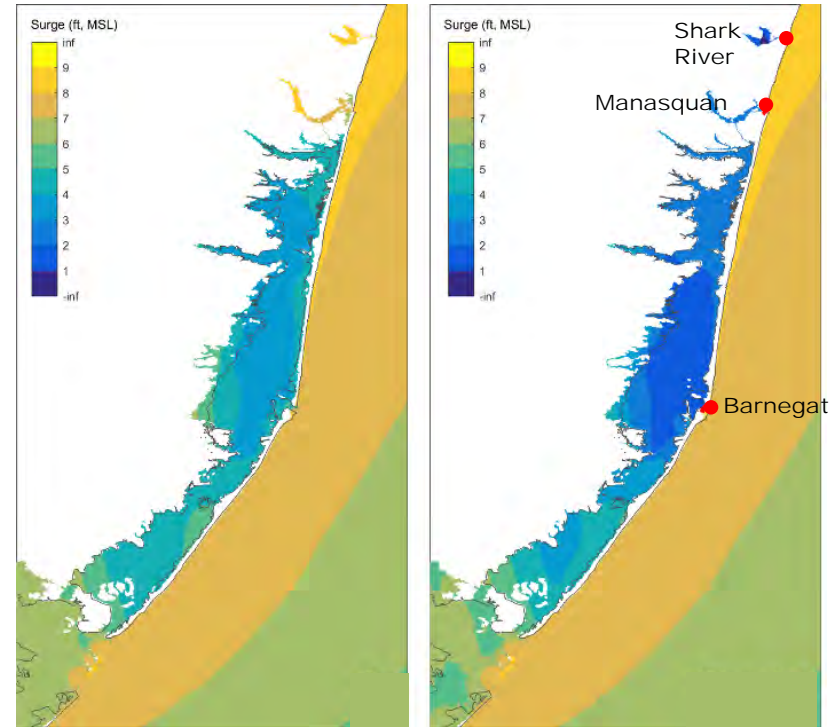 Surge (ft, MSL)
inf
9
8
7
6
5
4
3
2
1
-inf
Surge (ft, MSL)
inf
9
8
7
6
5
4
3
2
1
-inf
Shark
River
Manasquan
Barnegat